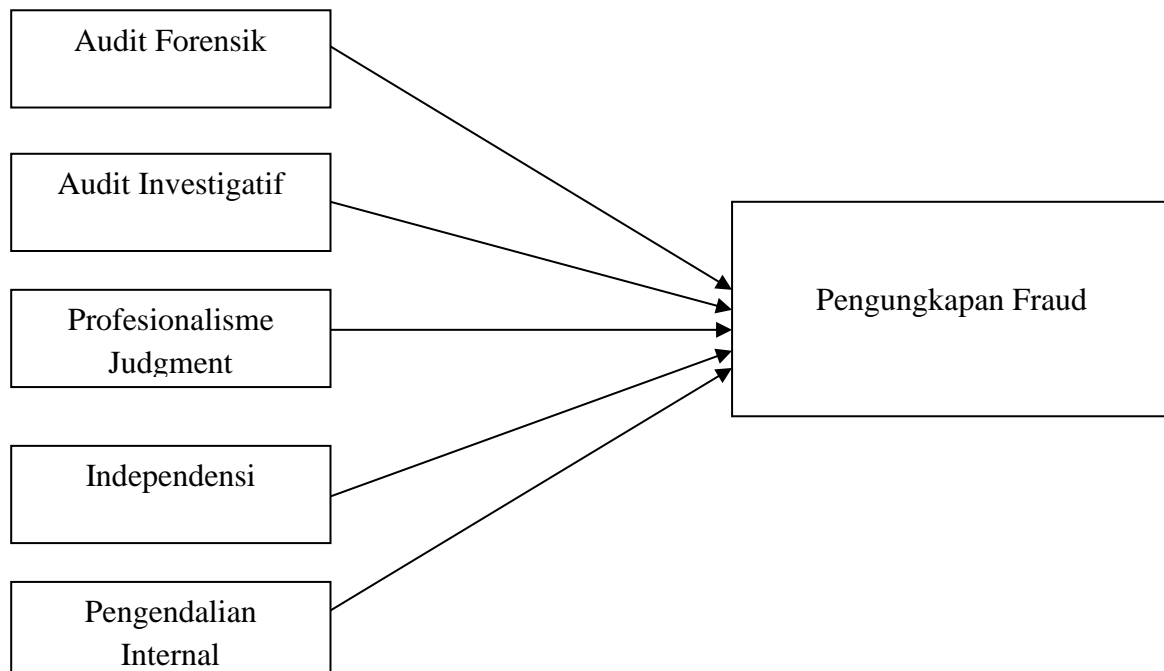 Audit Forensik
Audit Investigatif
Profesionalisme
Judgment
Independensi
Pengendalian
Internal
Pengungkapan Fraud